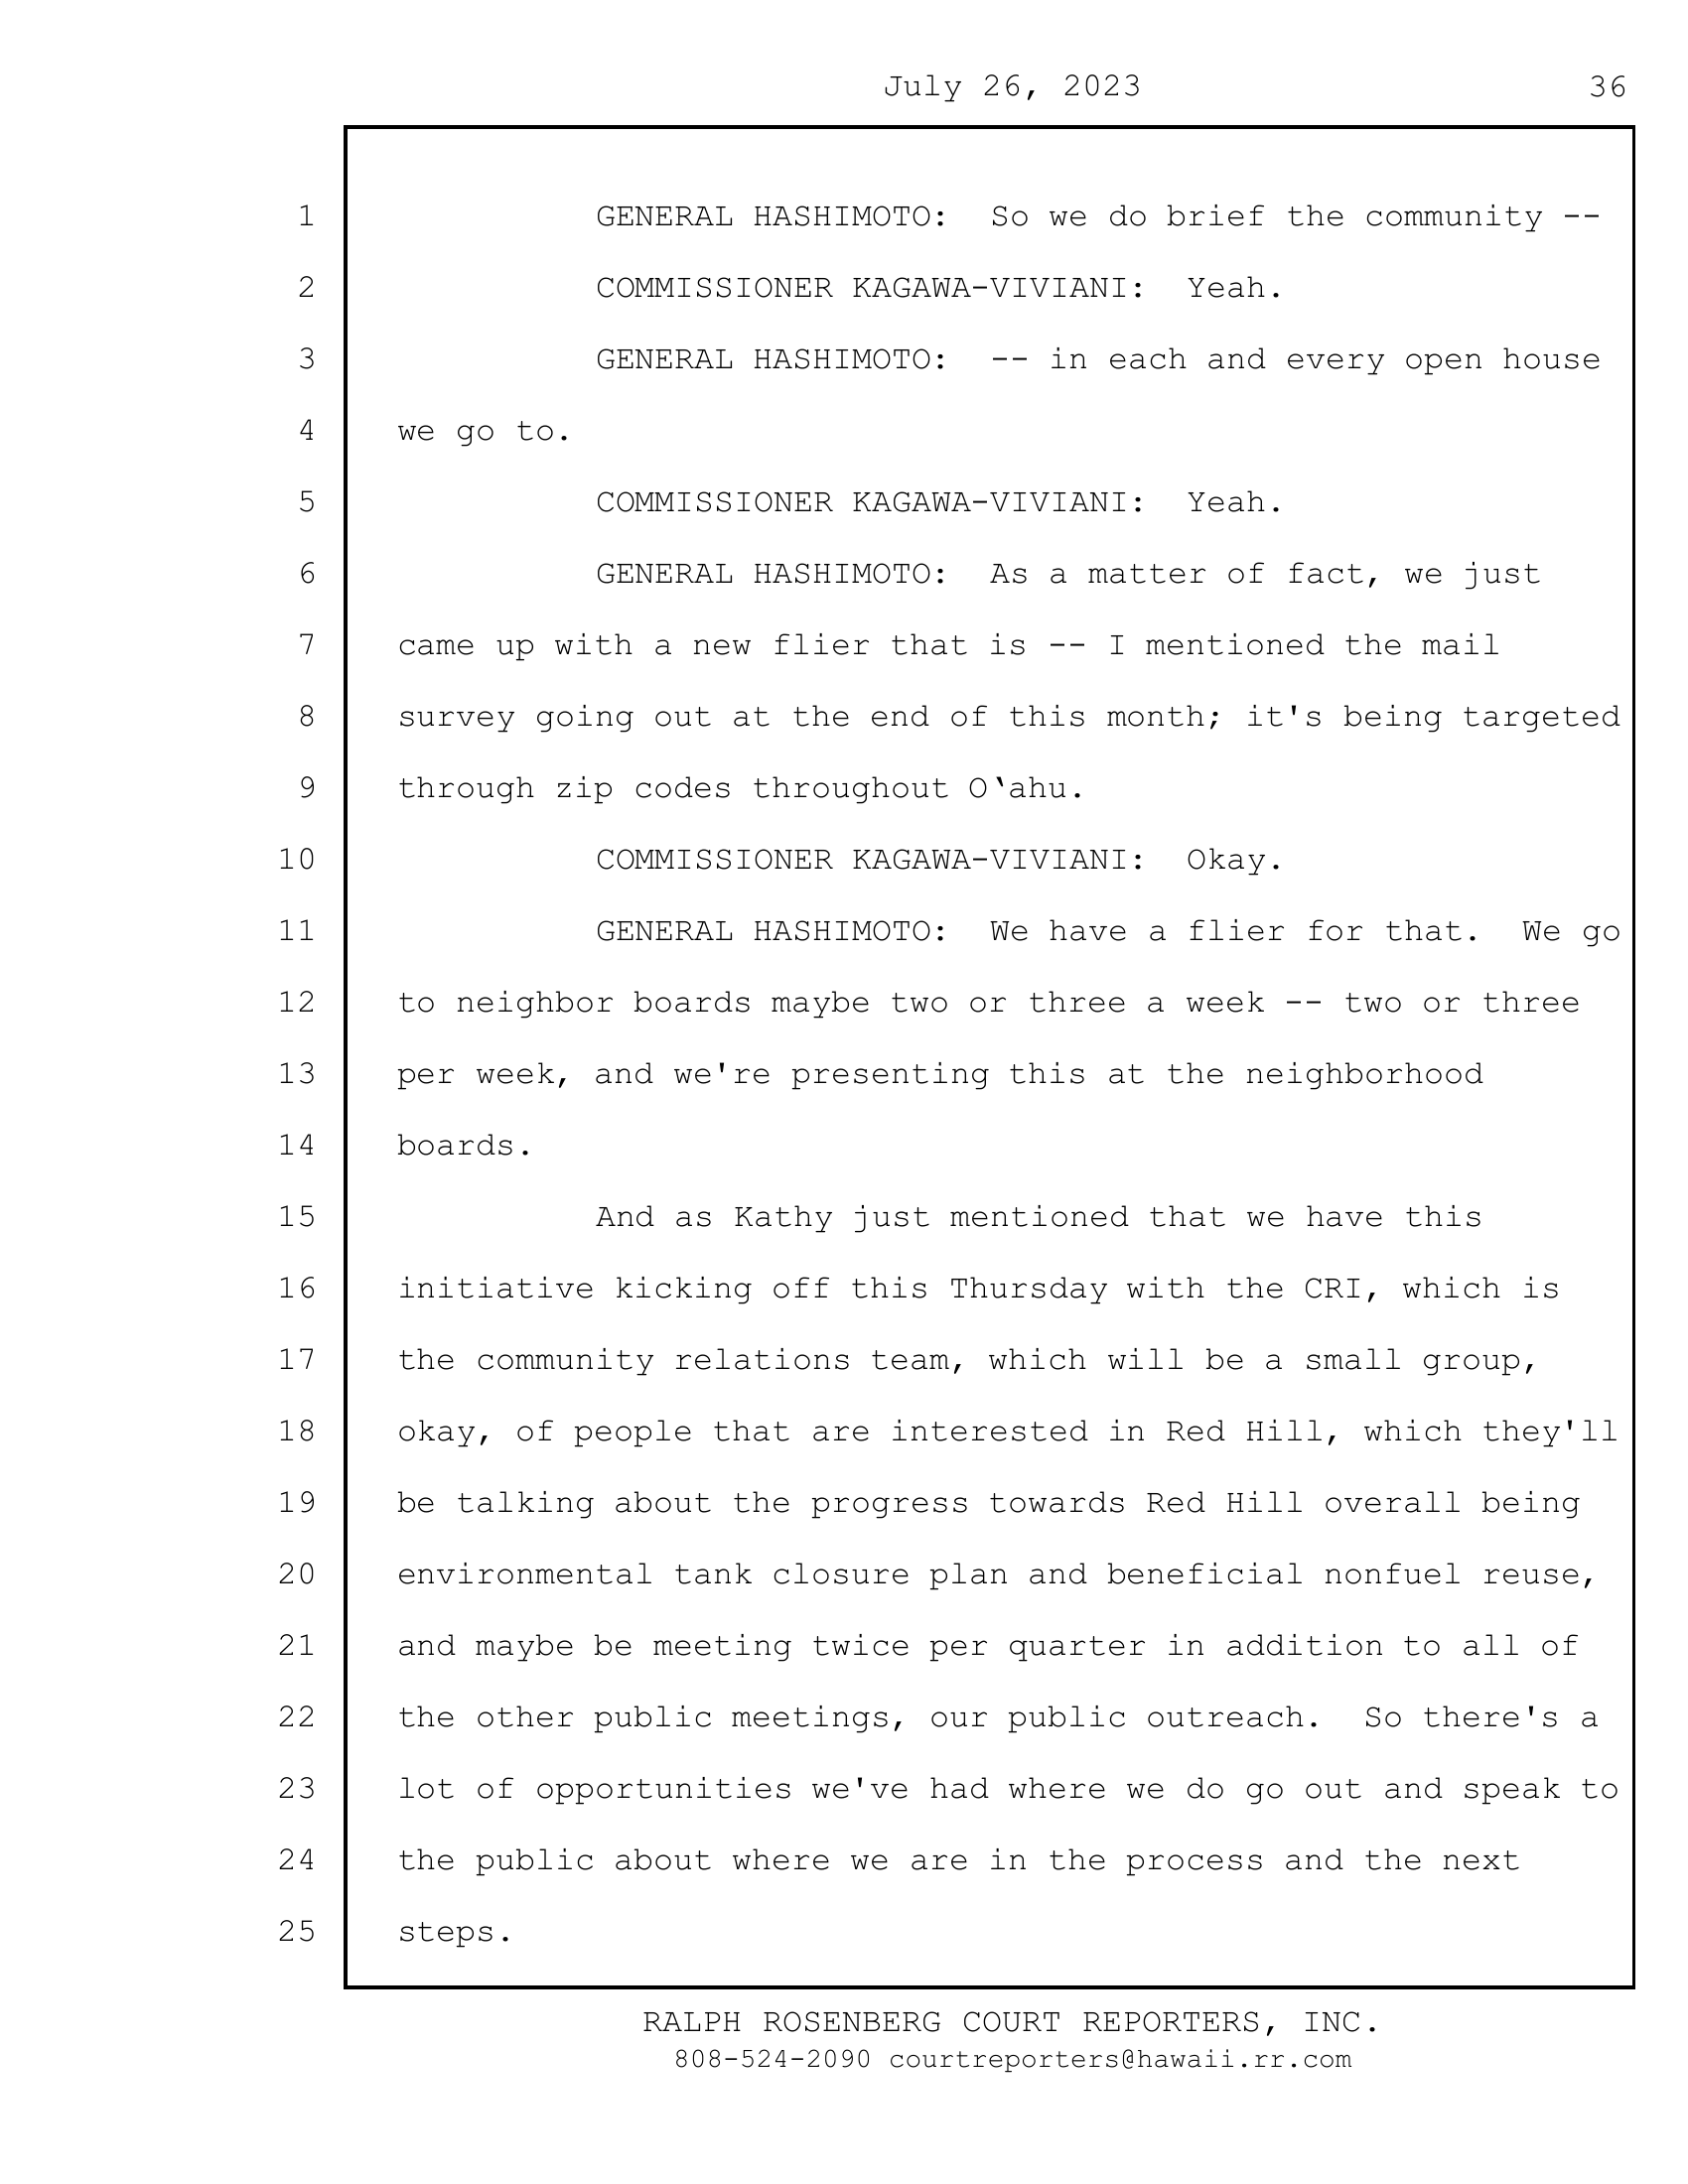 July 26, 2023 36
1 GENERAL HASHIMOTO: So we do brief the community --
2 COMMISSIONER KAGAWA-VIVIANI: Yeah.
3 GENERAL HASHIMOTO: -- in each and every open house
4 we go to.
5 COMMISSIONER KAGAWA-VIVIANI: Yeah.
6 GENERAL HASHIMOTO: As a matter of fact, we just
7 came up with a new flier that is -- I mentioned the mail
8 survey going out at the end of this month; it's being targeted
9 through zip codes throughout O‘ahu.
10 COMMISSIONER KAGAWA-VIVIANI: Okay.
11 GENERAL HASHIMOTO: We have a flier for that. We go
12 to neighbor boards maybe two or three a week -- two or three
13 per week, and we're presenting this at the neighborhood
14 boards.
15 And as Kathy just mentioned that we have this
16 initiative kicking off this Thursday with the CRI, which is
17 the community relations team, which will be a small group,
18 okay, of people that are interested in Red Hill, which they'll
19 be talking about the progress towards Red Hill overall being
20 environmental tank closure plan and beneficial nonfuel reuse,
21 and maybe be meeting twice per quarter in addition to all of
22 the other public meetings, our public outreach. So there's a
23 lot of opportunities we've had where we do go out and speak to
24 the public about where we are in the process and the next
25 steps.
RALPH ROSENBERG COURT REPORTERS, INC.
808-524-2090 courtreporters@hawaii.rr.com